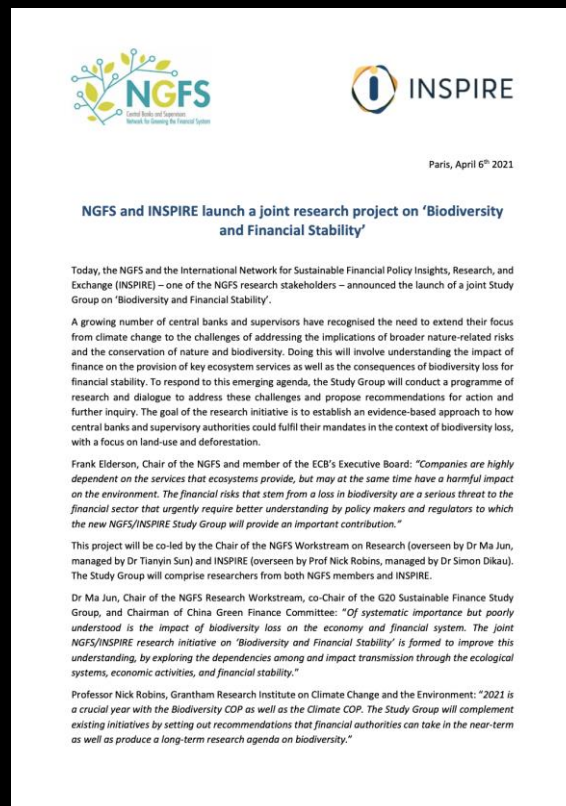 NGFS
Central Banks and Supervisors
Network for Greening the Financial System
INSPIRE
Paris, April 6th 2021
NGFS and INSPIRE launch a joint research project on ‘Biodiversity
and Financial Stability’
Today, the NGFS and the International Network for Sustainable Financial Policy Insights, Research, and
Exchange (INSPIRE) – one of the NGFS research stakeholders – announced the launch of a joint Study
Group on ‘Biodiversity and Financial Stability’.
A growing number of central banks and supervisors have recognised the need to extend their focus
from climate change to the challenges of addressing the implications of broader nature-related risks
and the conservation of nature and biodiversity. Doing this will involve understanding the impact of
finance on the provision of key ecosystem services as well as the consequences of biodiversity loss for
financial stability. To respond to this emerging agenda, the Study Group will conduct a programme of
research and dialogue to address these challenges and propose recommendations for action and
further inquiry. The goal of the research initiative is to establish an evidence-based approach to how
central banks and supervisory authorities could fulfil their mandates in the context of biodiversity loss,
with a focus on land-use and deforestation.
Frank Elderson, Chair of the NGFS and member of the ECB’s Executive Board: “Companies are highly
dependent on the services that ecosystems provide, but may at the same time have a harmful impact
on the environment. The financial risks that stem from a loss in biodiversity are a serious threat to the
financial sector that urgently require better understanding by policy makers and regulators to which
the new NGFS/INSPIRE Study Group will provide an important contribution.”
This project will be co-led by the Chair of the NGFS Workstream on Research (overseen by Dr Ma Jun,
managed by Dr Tianyin Sun) and INSPIRE (overseen by Prof Nick Robins, managed by Dr Simon Dikau).
The Study Group will comprise researchers from both NGFS members and INSPIRE.
Dr Ma Jun, Chair of the NGFS Research Workstream, co-Chair of the G20 Sustainable Finance Study
Group, and Chairman of China Green Finance Committee: “Of systematic importance but poorly
understood is the impact of biodiversity loss on the economy and financial system. The joint
NGFS/INSPIRE research initiative on ‘Biodiversity and Financial Stability’ is formed to improve this
understanding, by exploring the dependencies among and impact transmission through the ecological
systems, economic activities, and financial stability.”
Professor Nick Robins, Grantham Research Institute on Climate Change and the Environment: “2021 is
a crucial year with the Biodiversity COP as well as the Climate COP. The Study Group will complement
existing initiatives by setting out recommendations that financial authorities can take in the near-term
as well as produce a long-term research agenda on biodiversity.”